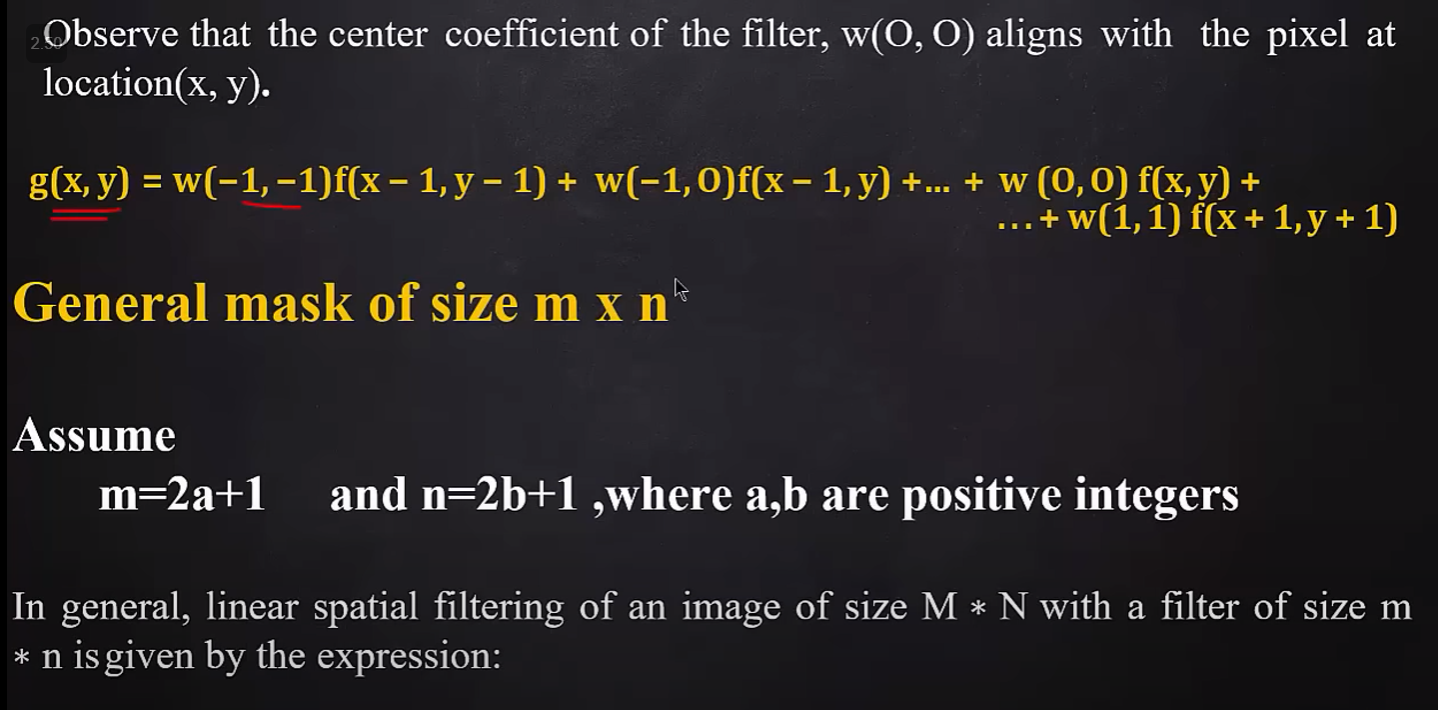 2.50
Observe that the center coefficient of the filter, w(O, O) aligns with the pixel at
location(x, y).
g(x, y) = w(−1, −1)f(x − 1, y − 1) + w(−1, 0)f(x − 1, y) +... + w (0, 0) f(x, y) +
... + w(1, 1) f(x + 1, y + 1)
General mask of size m x n
Assume
m=2a+1 and n=2b+1 ,where a,b are positive integers
In general, linear spatial filtering of an image of size M * N with a filter of size m
* n is given by the expression: